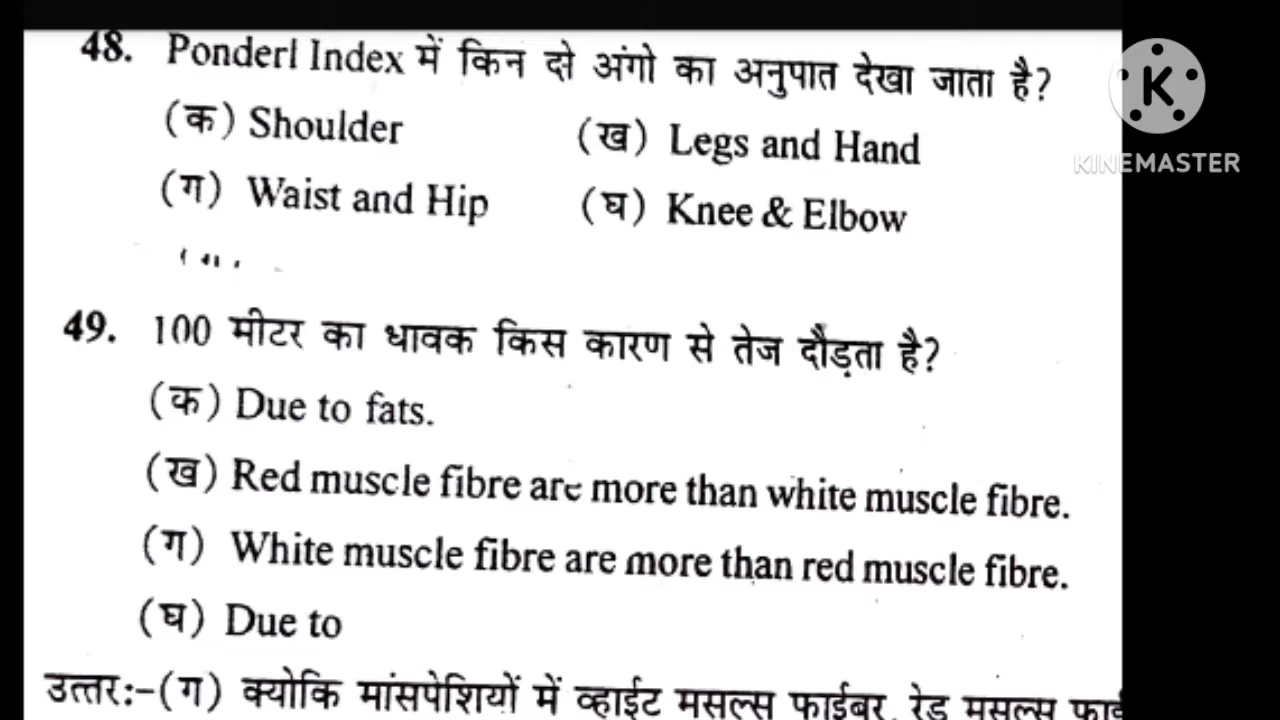 48. Ponderl Index में किन दो अंगो का अनुपात देखा जाता है?
(क) Shoulder (ख) Legs and Hand
(ग) Waist and Hip (घ) Knee & Elbow
49. 100 मीटर का धावक किस कारण से तेज दौड़ता है?
(क) Due to fats.
(ख) Red muscle fibre are more than white muscle fibre.
(ग) White muscle fibre are more than red muscle fibre.
(घ) Due to
उत्तर:-(ग) क्योकि मांसपेशियों में व्हाईट मसल्स फाईबर, रेड मसल्स
K
KINEMASTER